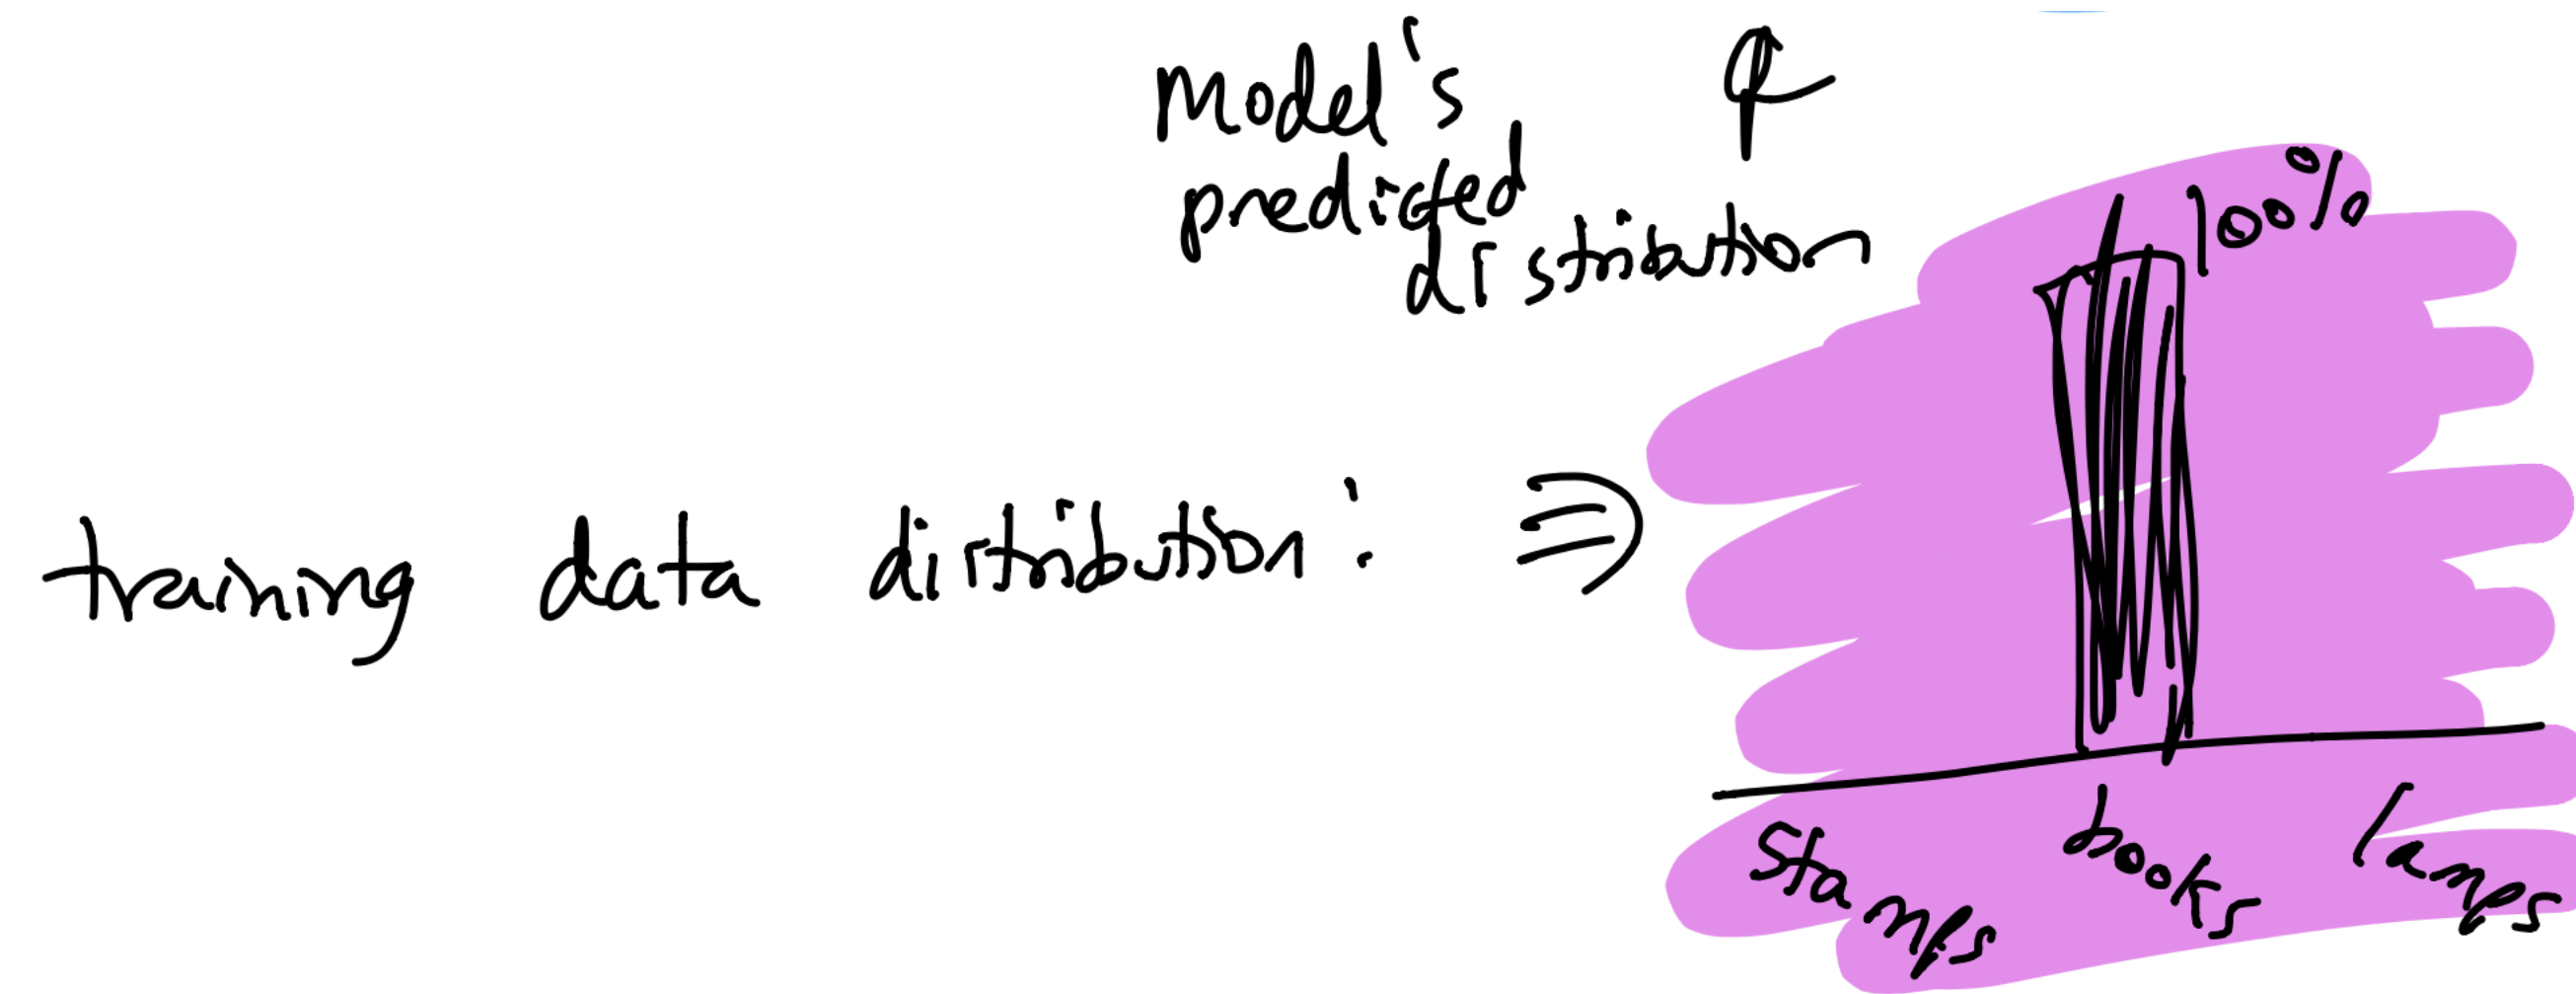 Model's
predicted
distribution
100%
training data distribution: ⇒
stamps books lamps